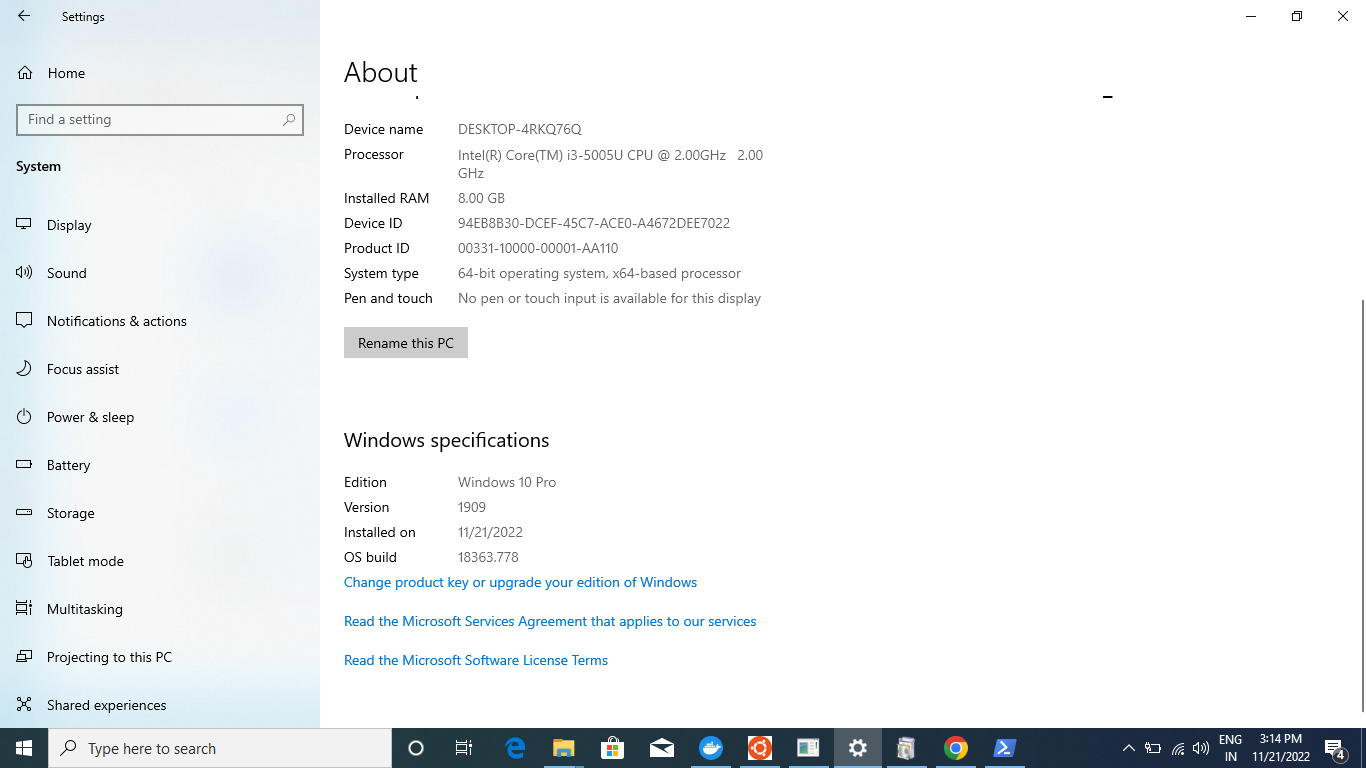 Settings
Home
Find a setting
System
Display
Sound
Notifications & actions
Focus assist
Power & sleep
Battery
Storage
Tablet mode
Multitasking
Projecting to this PC
Shared experiences
About
Device name DESKTOP-4RKQ76Q
Processor Intel(R) Core(TM) i3-5005U CPU @ 2.00GHz 2.00
GHz
Installed RAM 8.00 GB
Device ID 94EB8B30-DCEF-45C7-ACE0-A4672DEE7022
Product ID 00331-10000-00001-AA110
System type 64-bit operating system, x64-based processor
Pen and touch No pen or touch input is available for this display
Rename this PC
Windows specifications
Edition Windows 10 Pro
Version 1909
Installed on 11/21/2022
OS build 18363.778
Change product key or upgrade your edition of Windows
Read the Microsoft Services Agreement that applies to our services
Read the Microsoft Software License Terms
Type here to search
ENG 3:14 PM
IN 11/21/2022
4